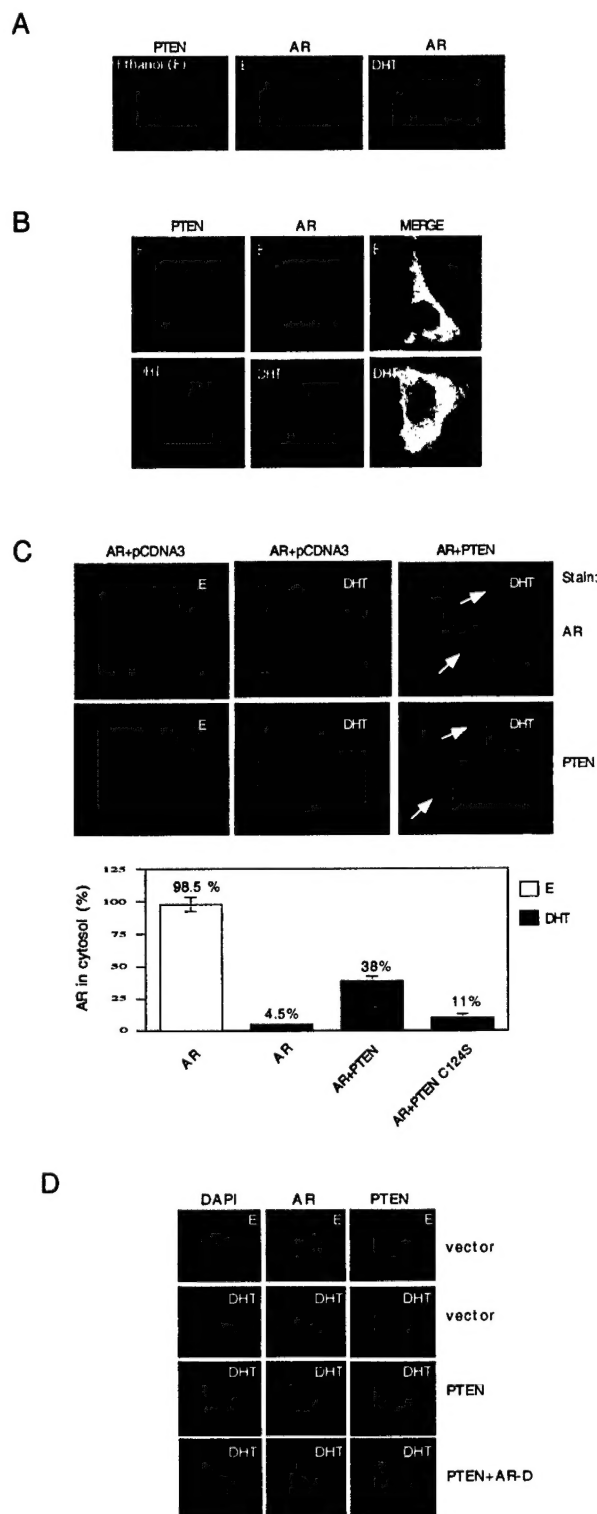 A
PTEN AR AR
Ethanol (E) E DHT
B
PTEN AR MERGE
E E E
DHT DHT DHT
C
AR+pCDNA3 AR+pCDNA3 AR+PTEN
E DHT DHT
Stain:
AR
E DHT DHT
PTEN
AR in cytosol (%)
125
100
75
50
25
0
98.5 %
4.5%
38%
11%
E
DHT
AR
AR
AR+PTEN
AR+PTEN C124S
D
DAPI AR PTEN
E E vector
DHT DHT DHT vector
DHT DHT DHT PTEN
DHT DHT DHT PTEN+AR-D